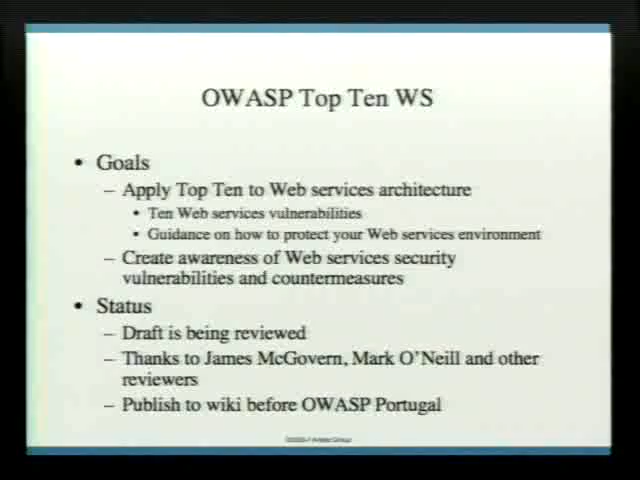 OWASP Top Ten WS
• Goals
– Apply Top Ten to Web services architecture
• Ten Web services vulnerabilities
• Guidance on how to protect your Web services environment
– Create awareness of Web services security
vulnerabilities and countermeasures
• Status
– Draft is being reviewed
– Thanks to James McGovern, Mark O'Neill and other
reviewers
– Publish to wiki before OWASP Portugal
Group